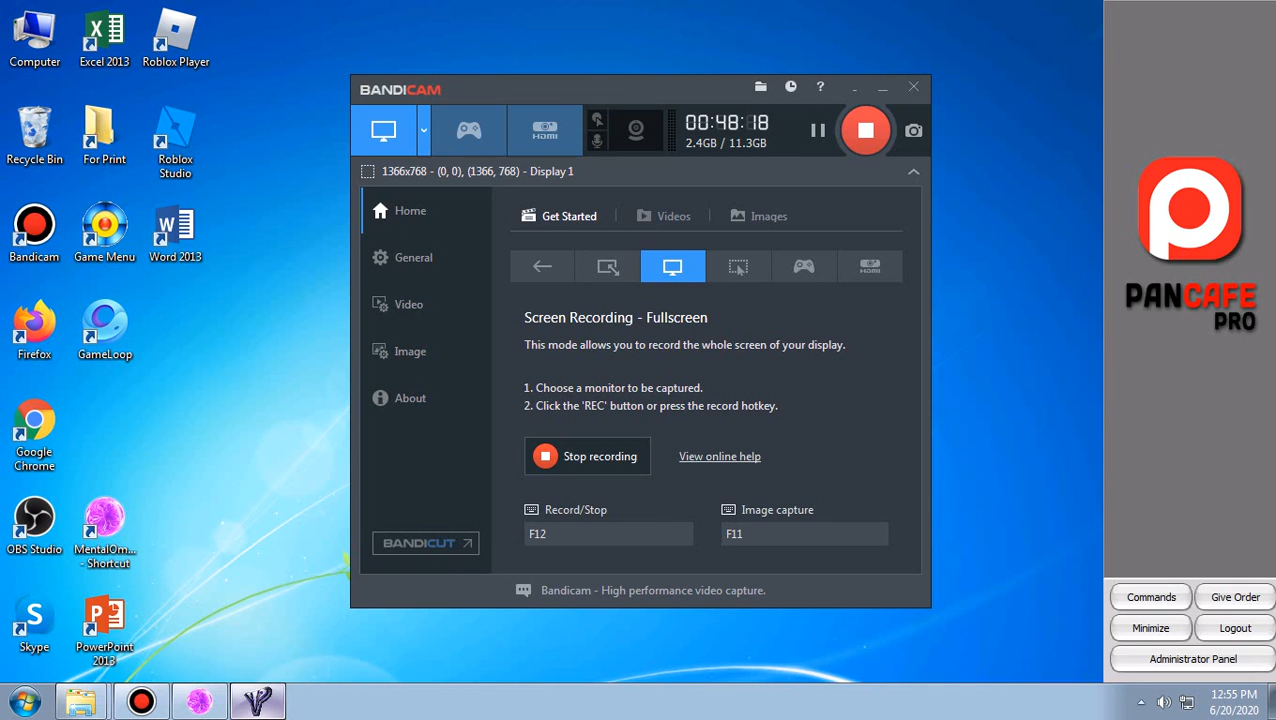 Computer
Excel 2013
Roblox Player
Recycle Bin
For Print
Roblox
Studio
Bandicam
Game Menu
Word 2013
Firefox
GameLoop
Google
Chrome
OBS Studio
MentalOm...
- Shortcut
Skype
PowerPoint
2013
BANDICAM
HDMI
00:48:18
2.4GB / 11.3GB
1366x768 - (0, 0), (1366, 768) - Display 1
Home
General
Video
Image
About
BANDICUT
Get Started
Videos
Images
HDMI
Screen Recording - Fullscreen
This mode allows you to record the whole screen of your display.
1. Choose a monitor to be captured.
2. Click the 'REC' button or press the record hotkey.
Stop recording
View online help
Record/Stop
Image capture
F12
F11
Bandicam - High performance video capture.
PANCAFE
PRO
Commands
Give Order
Minimize
Logout
Administrator Panel
12:55 PM
6/20/2020